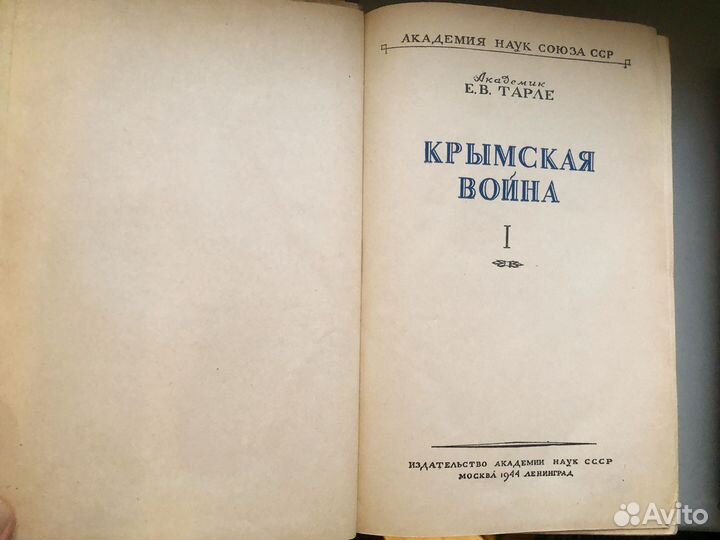 АКАДЕМИЯ НАУК СОЮЗА ССР
Академик
Е.В. ТАРЛЕ
КРЫМСКАЯ
ВОЙНА
I
ИЗДАТЕЛЬСТВО АКАДЕМИИ НАУК СССР
МОСКВА 1944 ЛЕНИНГРАД
Avito